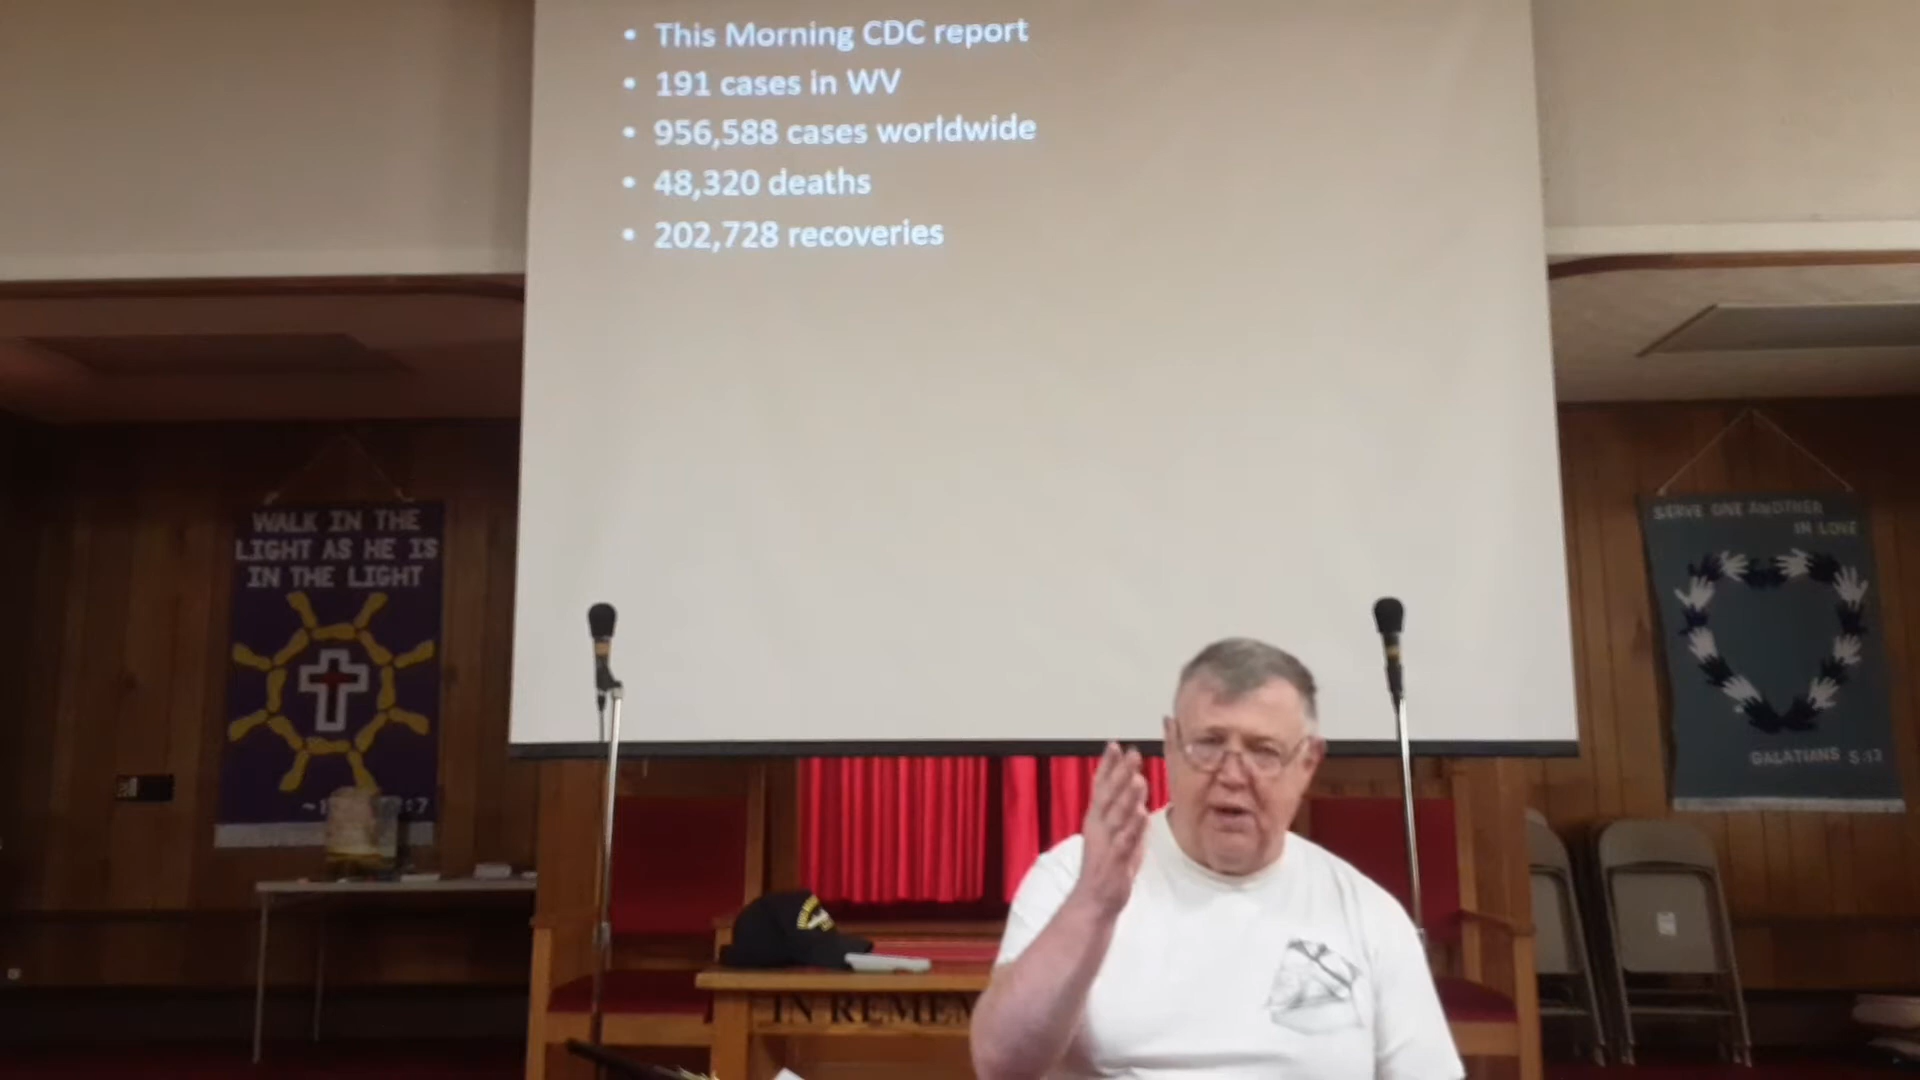 • This Morning CDC report
• 191 cases in WV
• 956,588 cases worldwide
• 48,320 deaths
• 202,728 recoveries
WALK IN THE
LIGHT AS HE IS
IN THE LIGHT
:7
SERVE ONE ANOTHER
IN LOVE
GALATIANS 5:13
IN REMEM